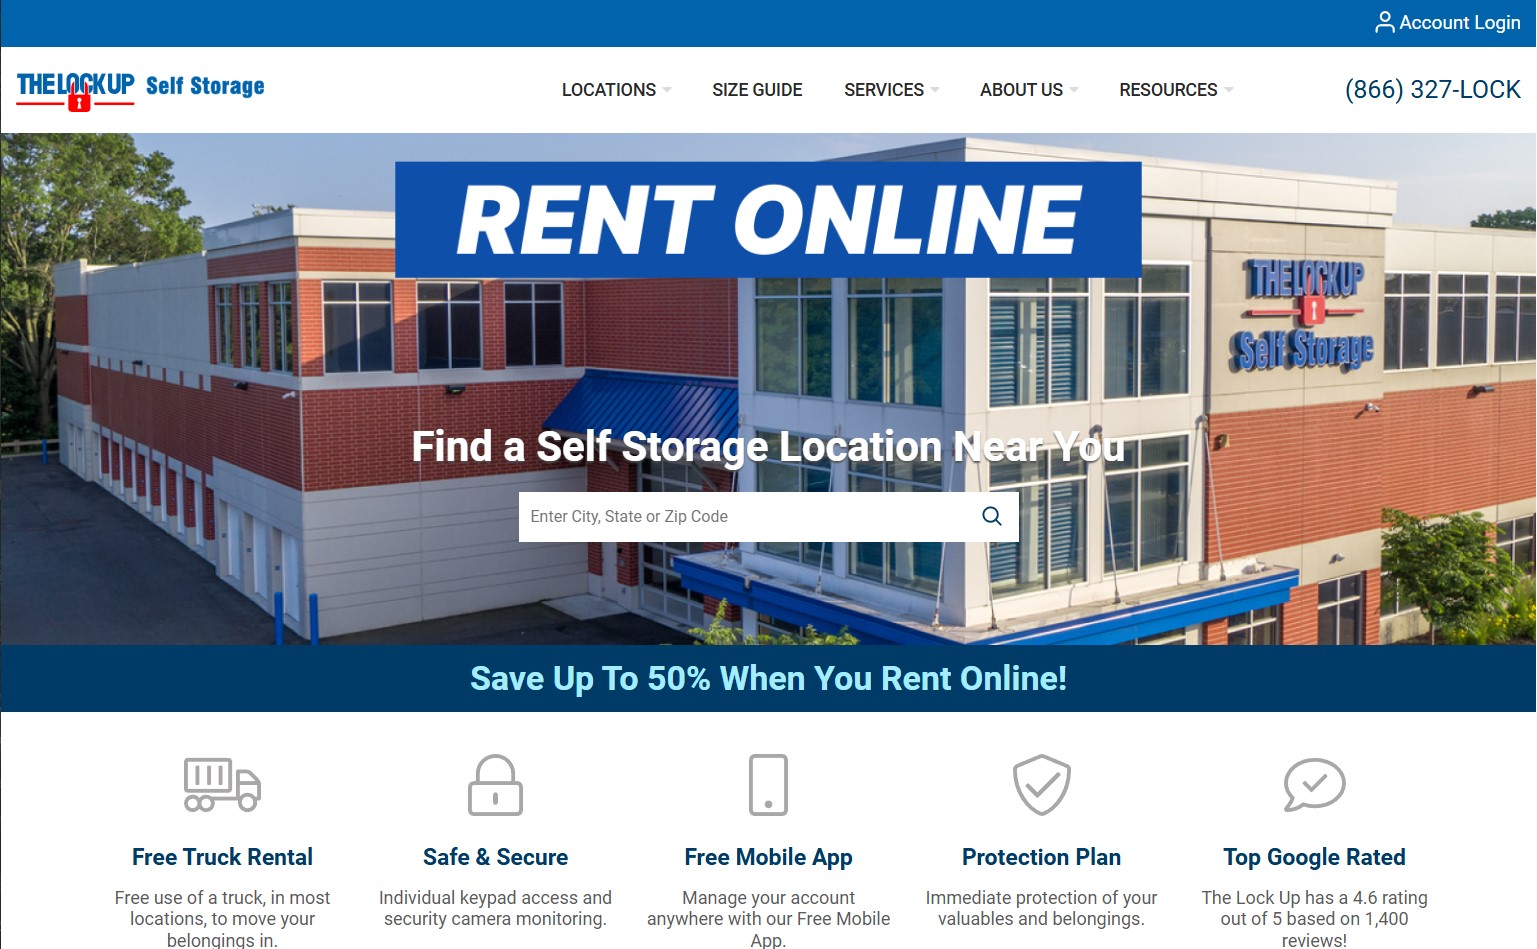 Account Login
THE LOCK UP Self Storage
LOCATIONS
SIZE GUIDE
SERVICES
ABOUT US
RESOURCES
(866) 327-LOCK
RENT ONLINE
THE LOCK UP
Self Storage
Find a Self Storage Location Near You
Enter City, State or Zip Code
Save Up To 50% When You Rent Online!
Free Truck Rental
Free use of a truck, in most
locations, to move your
belongings in.
Safe & Secure
Individual keypad access and
security camera monitoring.
Free Mobile App
Manage your account
anywhere with our Free Mobile
App.
Protection Plan
Immediate protection of your
valuables and belongings.
Top Google Rated
The Lock Up has a 4.6 rating
out of 5 based on 1,400
reviews!